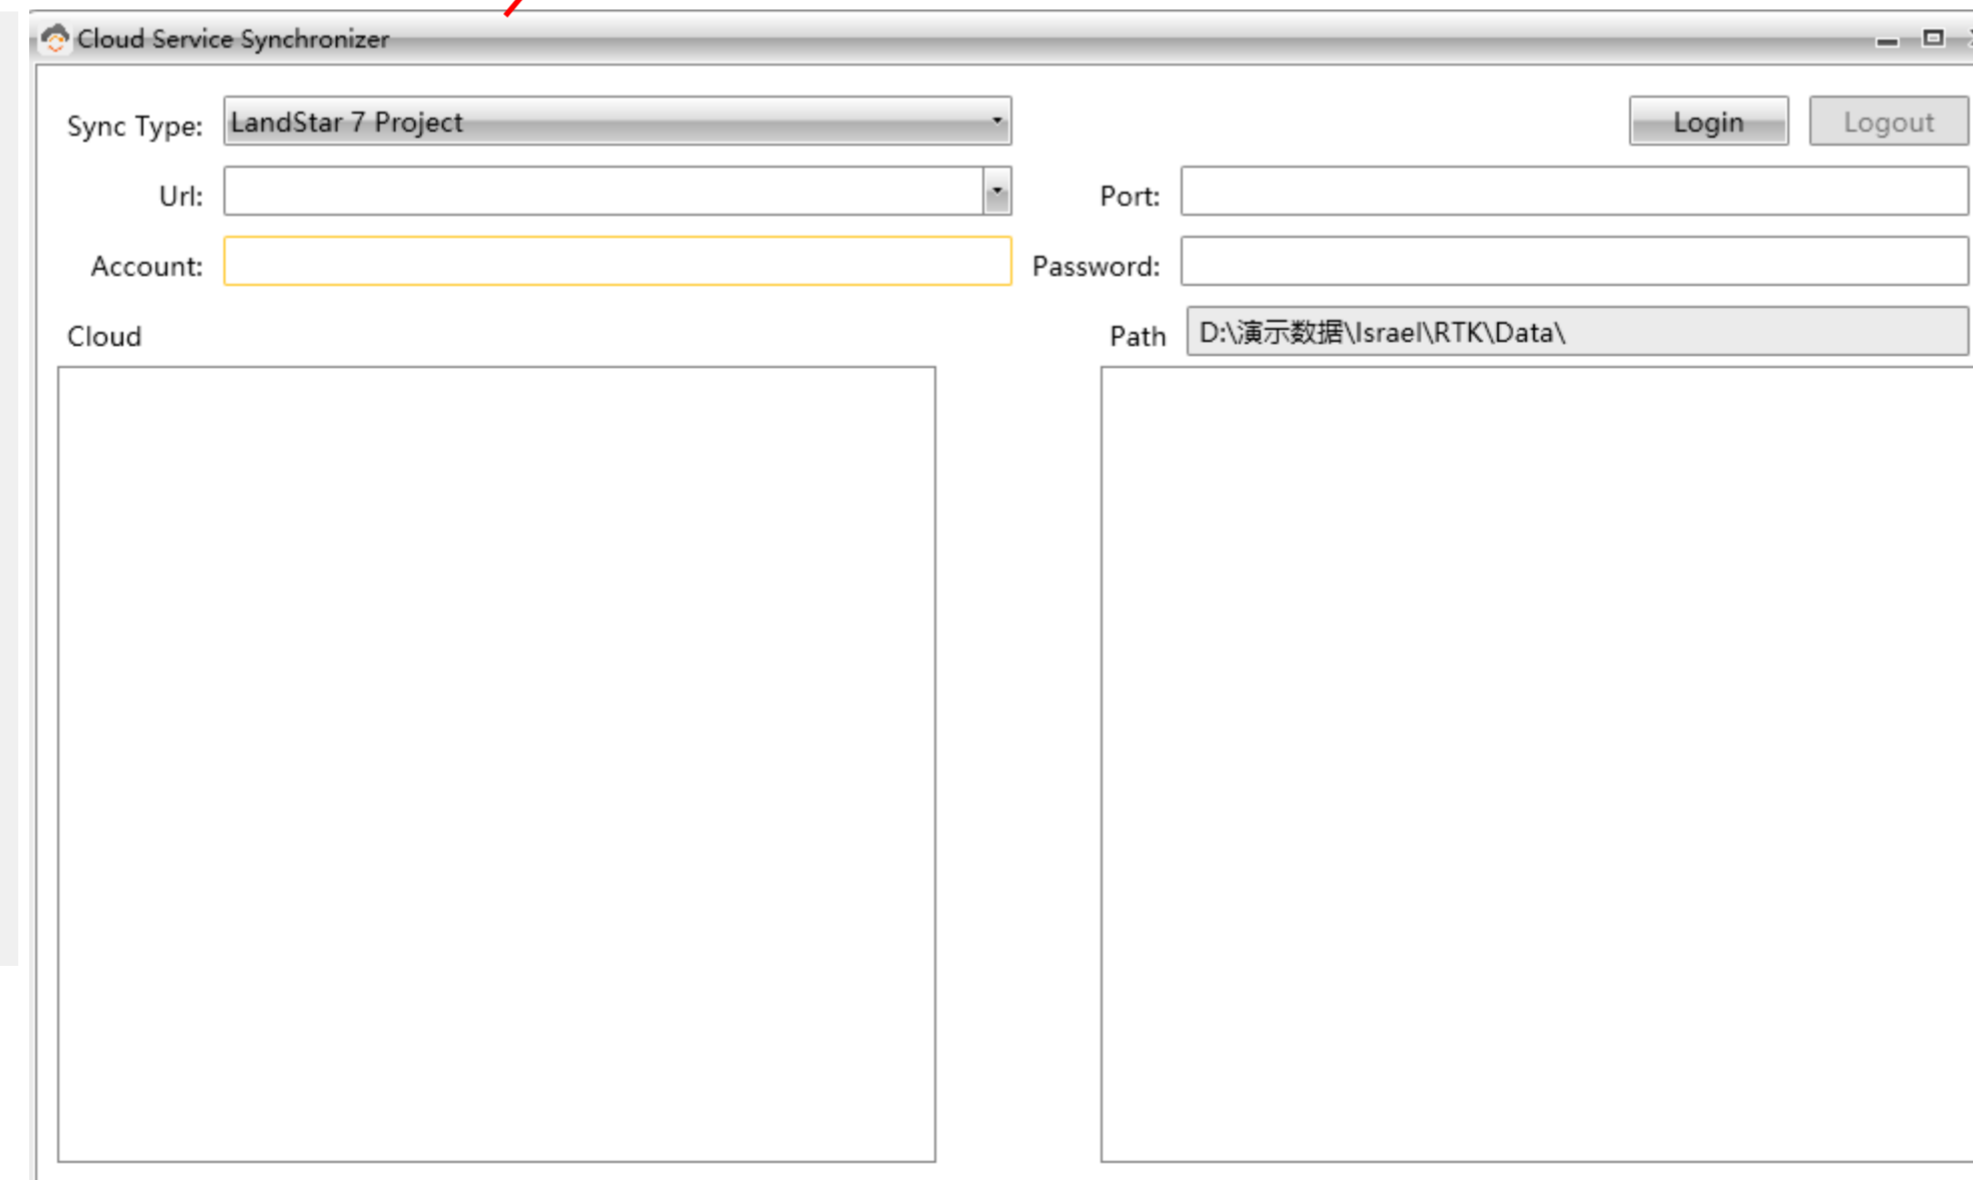 Cloud Service Synchronizer
Sync Type: LandStar 7 Project Login Logout
Url: Port:
Account: Password:
Cloud Path D:\演示数据\Israel\RTK\Data\